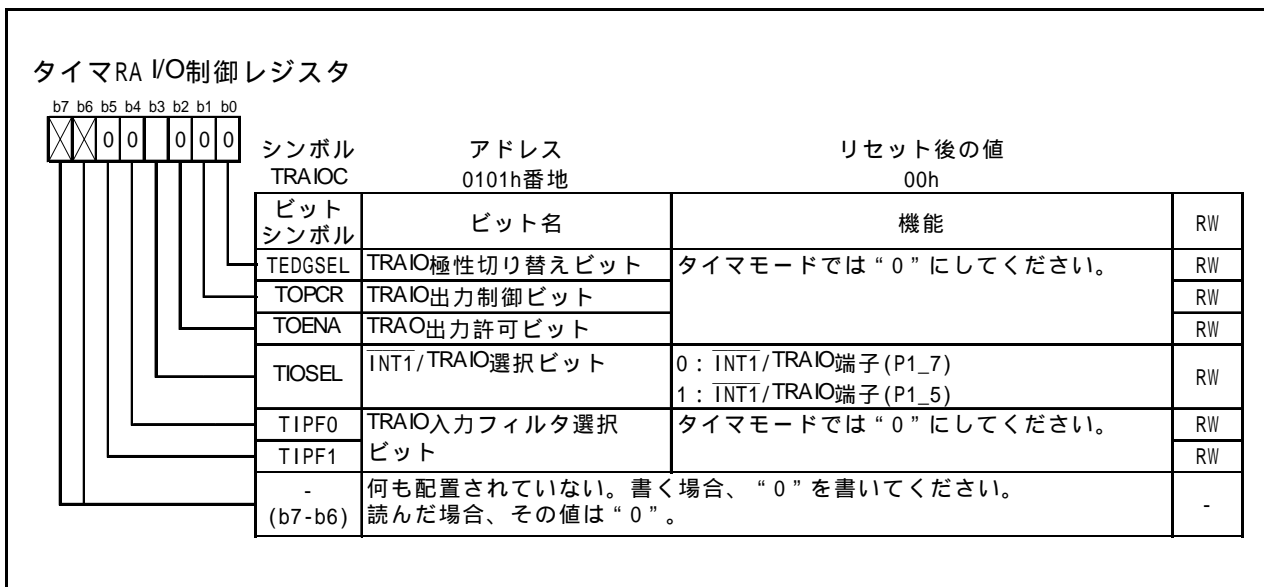 タイマRA I/O制御レジスタ
b7 b6 b5 b4 b3 b2 b1 b0
0 0 0 0 0
シンボル アドレス リセット後の値
TRAIOC 0101h番地 00h
ビット
シンボル ビット名 機能 RW
TEDGSEL TRAIO極性切り替えビット タイマモードでは“0”にしてください。 RW
TOPCR TRAIO出力制御ビット RW
TOENA TRAO出力許可ビット RW
TIOSEL INT1/TRAIO選択ビット 0:INT1/TRAIO端子(P1_7)
1:INT1/TRAIO端子(P1_5) RW
TIPF0 TRAIO入力フィルタ選択 タイマモードでは“0”にしてください。 RW
TIPF1 ビット RW
- 何も配置されていない。書く場合、“0”を書いてください。
(b7-b6) 読んだ場合、その値は“0”。 -